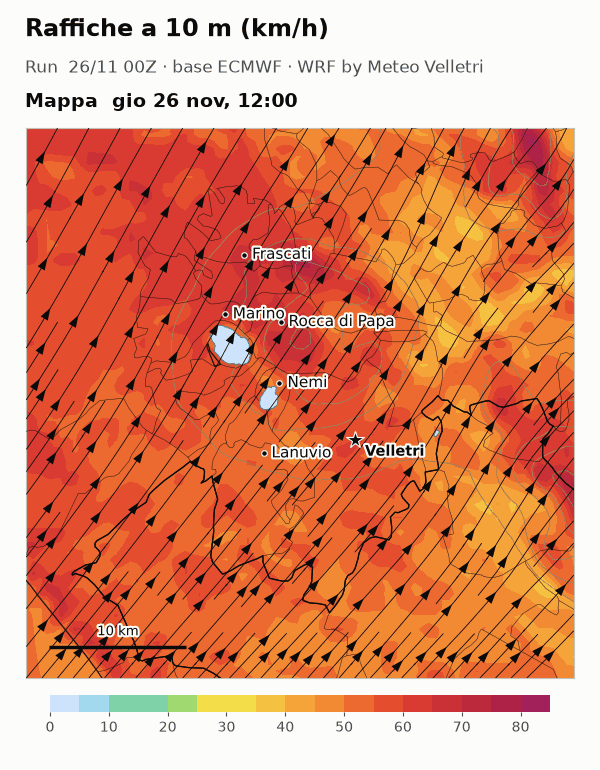 Raffiche a 10 m (km/h)
Run  26/11 00Z · base ECMWF · WRF by Meteo Velletri
Mappa  gio 26 nov, 12:00
Frascati
Marino
Rocca di Papa
Nemi
Velletri
Lanuvio
10 km
0 10 20 30 40 50 60 70 80